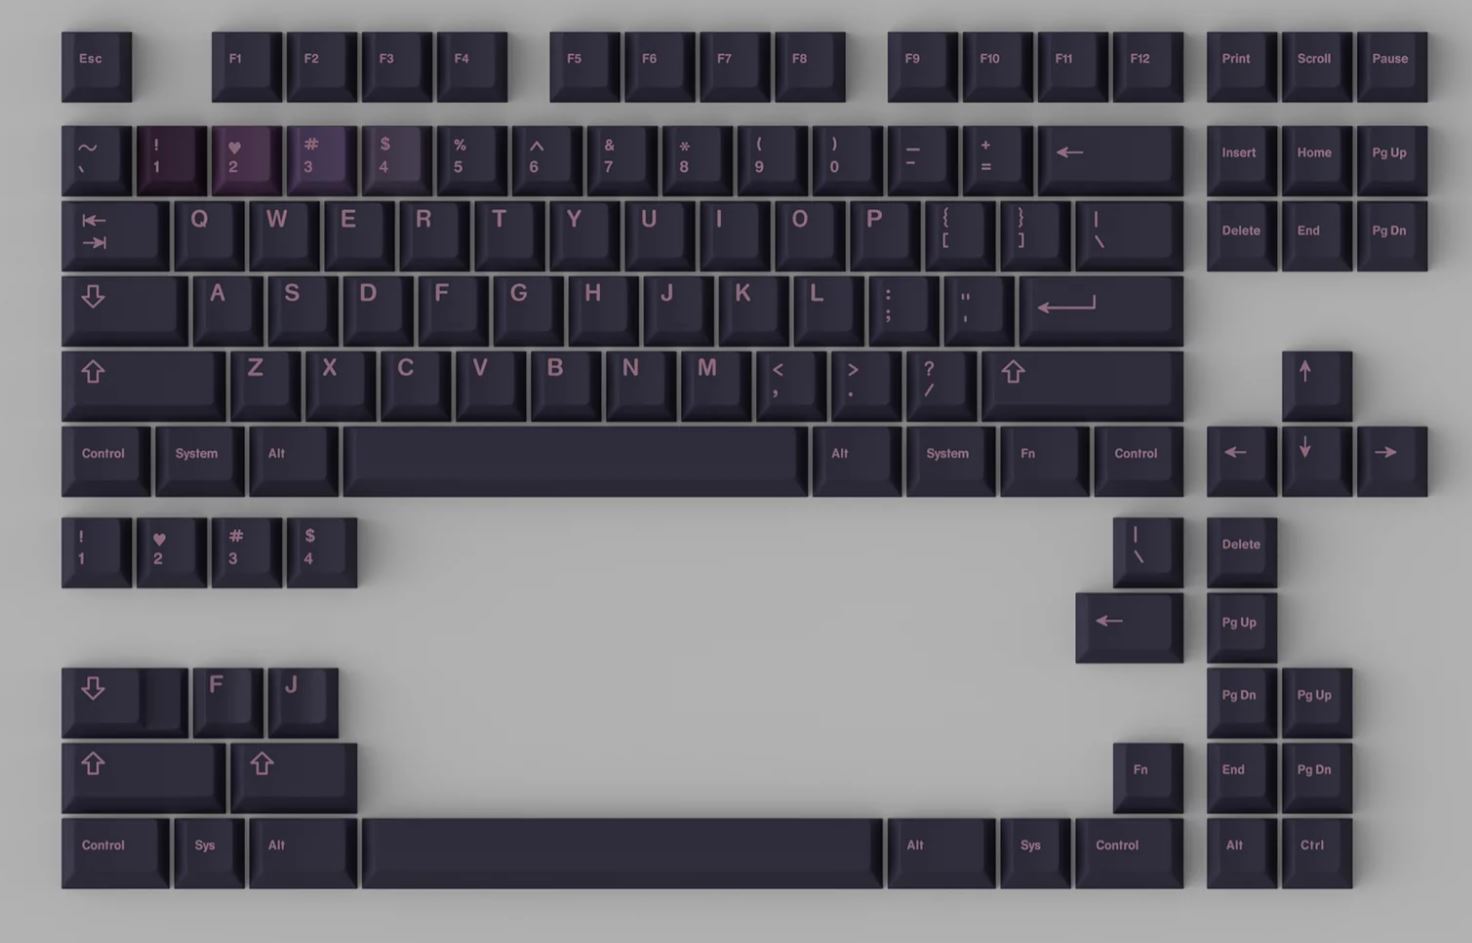 Esc F1 F2 F3 F4 F5 F6 F7 F8 F9 F10 F11 F12 Print Scroll Pause
~ ! ♥ # $ % ^ & * ( ) — +
` 1 2 3 4 5 6 7 8 9 0 - = ← Insert Home Pg Up
⇤ Q W E R T Y U I O P { } |
⇥ [ ] \ Delete End Pg Dn
⇩ A S D F G H J K L : "
; ' ↵
⇧ Z X C V B N M < > ? ⇧ ↑
, . /
Control System Alt Alt System Fn Control ← ↓ →
! ♥ # $ | Delete
1 2 3 4 \
← Pg Up
⇩ F J Pg Dn Pg Up
⇧ ⇧ Fn End Pg Dn
Control Sys Alt Alt Sys Control Alt Ctrl